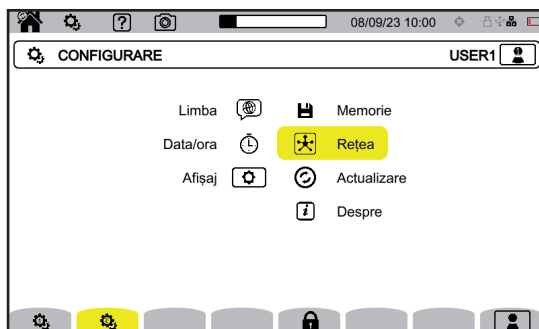 08/09/23 10:00
CONFIGURARE USER1
Limba Memorie
Data/ora Rețea
Afișaj Actualizare
Despre